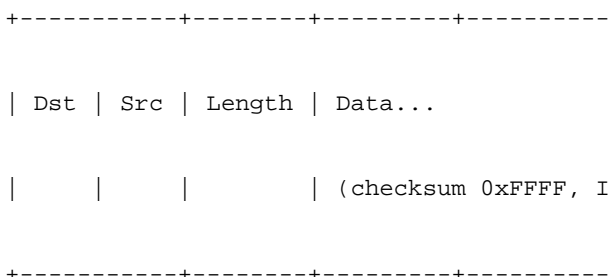 +-----------+--------+---------+----------
| Dst | Src | Length | Data...
| | | | (checksum 0xFFFF, I
+-----------+--------+---------+----------